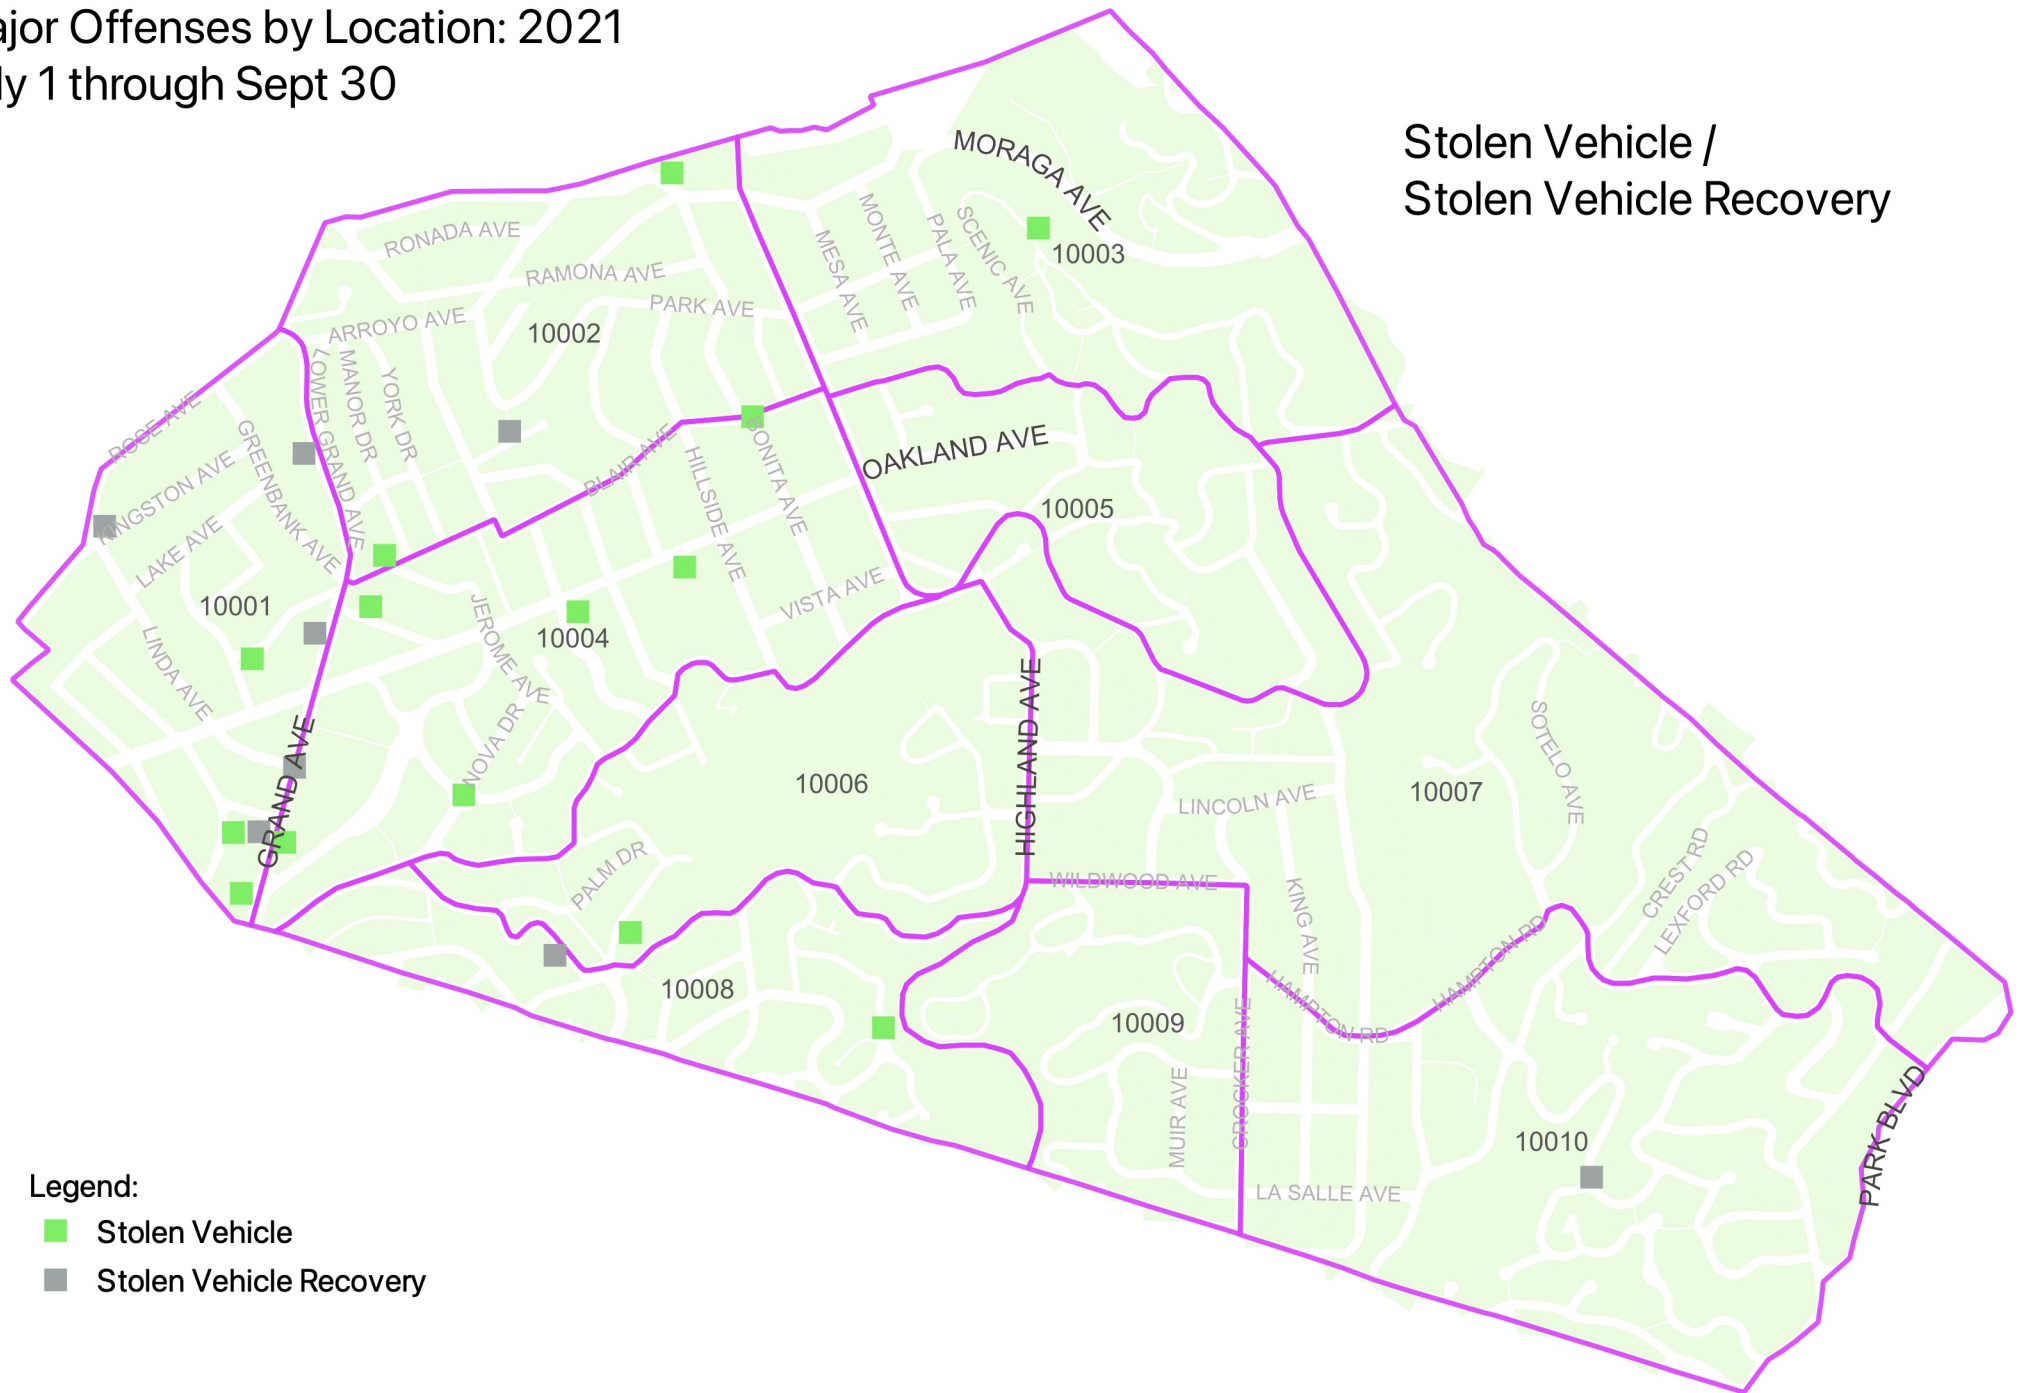 ajor Offenses by Location: 2021
ly 1 through Sept 30
Stolen Vehicle /
Stolen Vehicle Recovery
MORAGA AVE
10003
RONADA AVE
RAMONA AVE
PARK AVE
ARROYO AVE
10002
MESA AVE
MONTE AVE
PALA AVE
SCENIC AVE
LOWER GRAND AVE
MANOR DR
YORK DR
ROSE AVE
KINGSTON AVE
GREENBANK AVE
LAKE AVE
BLAIR AVE
HILLSIDE AVE
BONITA AVE
OAKLAND AVE
10005
10001
LINDA AVE
JEROME AVE
10004
VISTA AVE
NOVA DR
GRAND AVE
HIGHLAND AVE
10006
10007
SOTELO AVE
LINCOLN AVE
PALM DR
WILDWOOD AVE
KING AVE
CREST RD
LEXFORD RD
HAMPTON RD
HAMPTON RD
10008
10009
CROCKER AVE
MUIR AVE
10010
PARK BLVD
LA SALLE AVE
Legend:
Stolen Vehicle
Stolen Vehicle Recovery